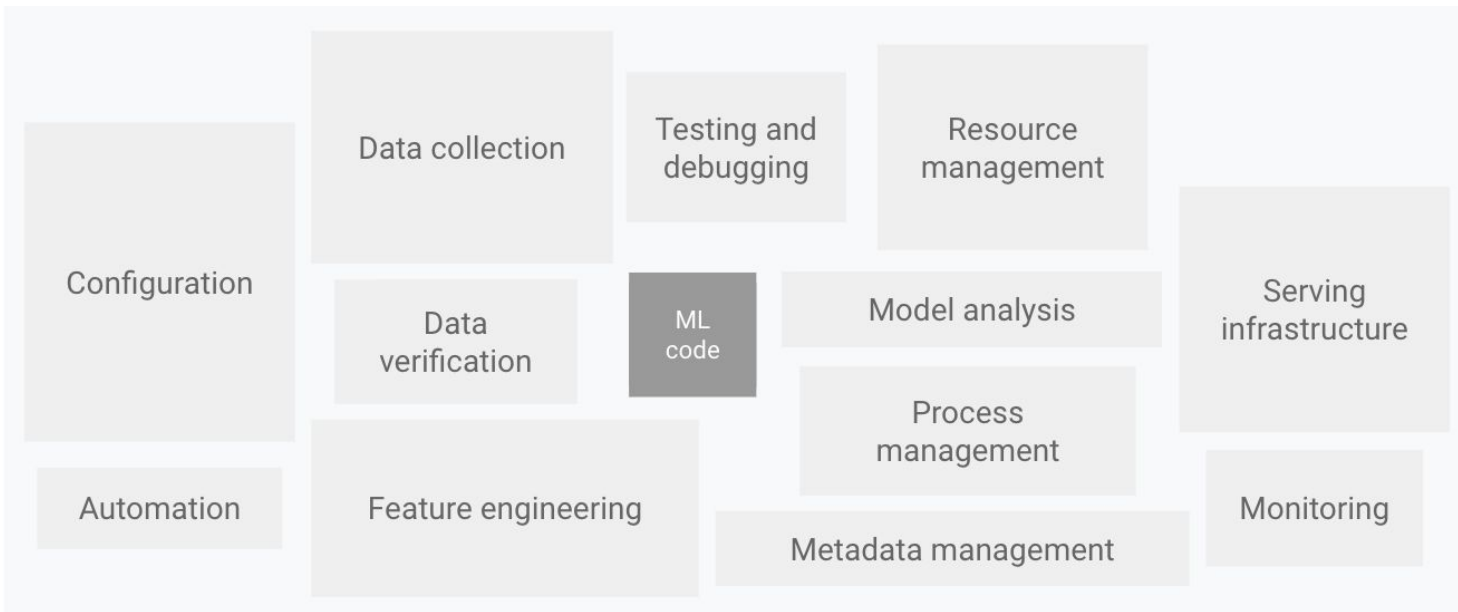 Configuration
Automation
Data collection
Data
verification
Feature engineering
Testing and
debugging
ML
code
Resource
management
Model analysis
Process
management
Metadata management
Serving
infrastructure
Monitoring